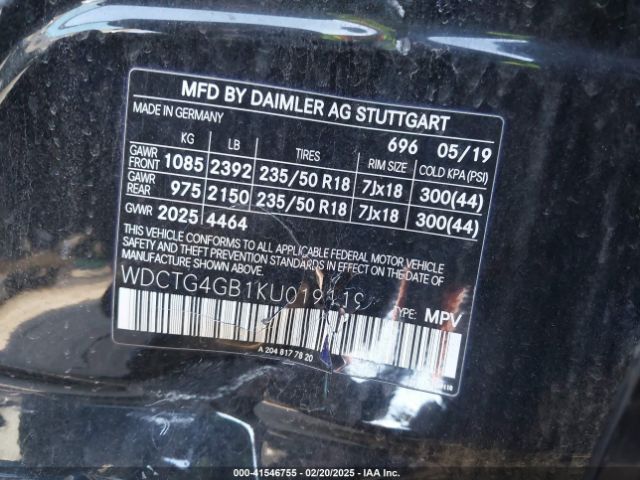 MFD BY DAIMLER AG STUTTGART
MADE IN GERMANY 696 05/19
KG LB TIRES RIM SIZE COLD KPA (PSI)
GAWR FRONT 1085 2392 235/50 R18 7Jx18 300(44)
GAWR REAR 975 2150 235/50 R18 7Jx18 300(44)
GVWR 2025 4464
THIS VEHICLE CONFORMS TO ALL APPLICABLE FEDERAL MOTOR VEHICLE
SAFETY AND THEFT PREVENTION STANDARDS IN EFFECT ON THE DATE OF
MANUFACTURE SHOWN ABOVE.
TYPE: MPV
A 204 817 78 20
000-41546755 — 02/20/2025 — IAA Inc.